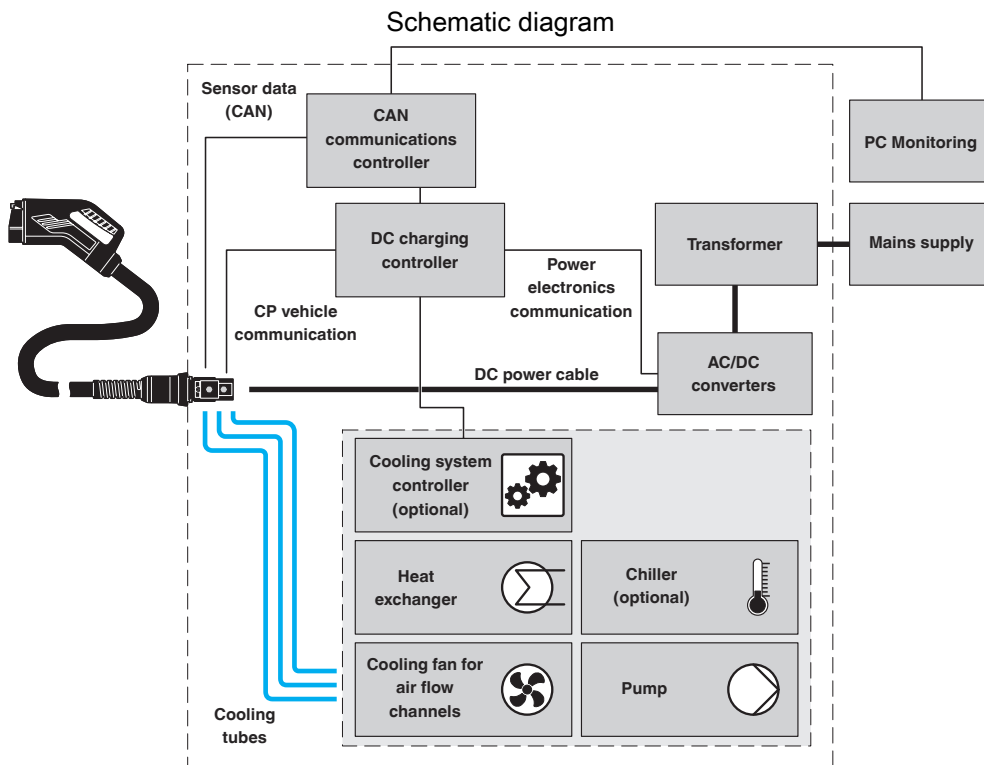 Schematic diagram
Sensor data
(CAN)
CAN
communications
controller
PC Monitoring
DC charging
controller
Transformer
Mains supply
CP vehicle
communication
Power
electronics
communication
DC power cable
AC/DC
converters
Cooling system
controller
(optional)
Heat
exchanger
Chiller
(optional)
Cooling fan for
air flow
channels
Pump
Cooling
tubes